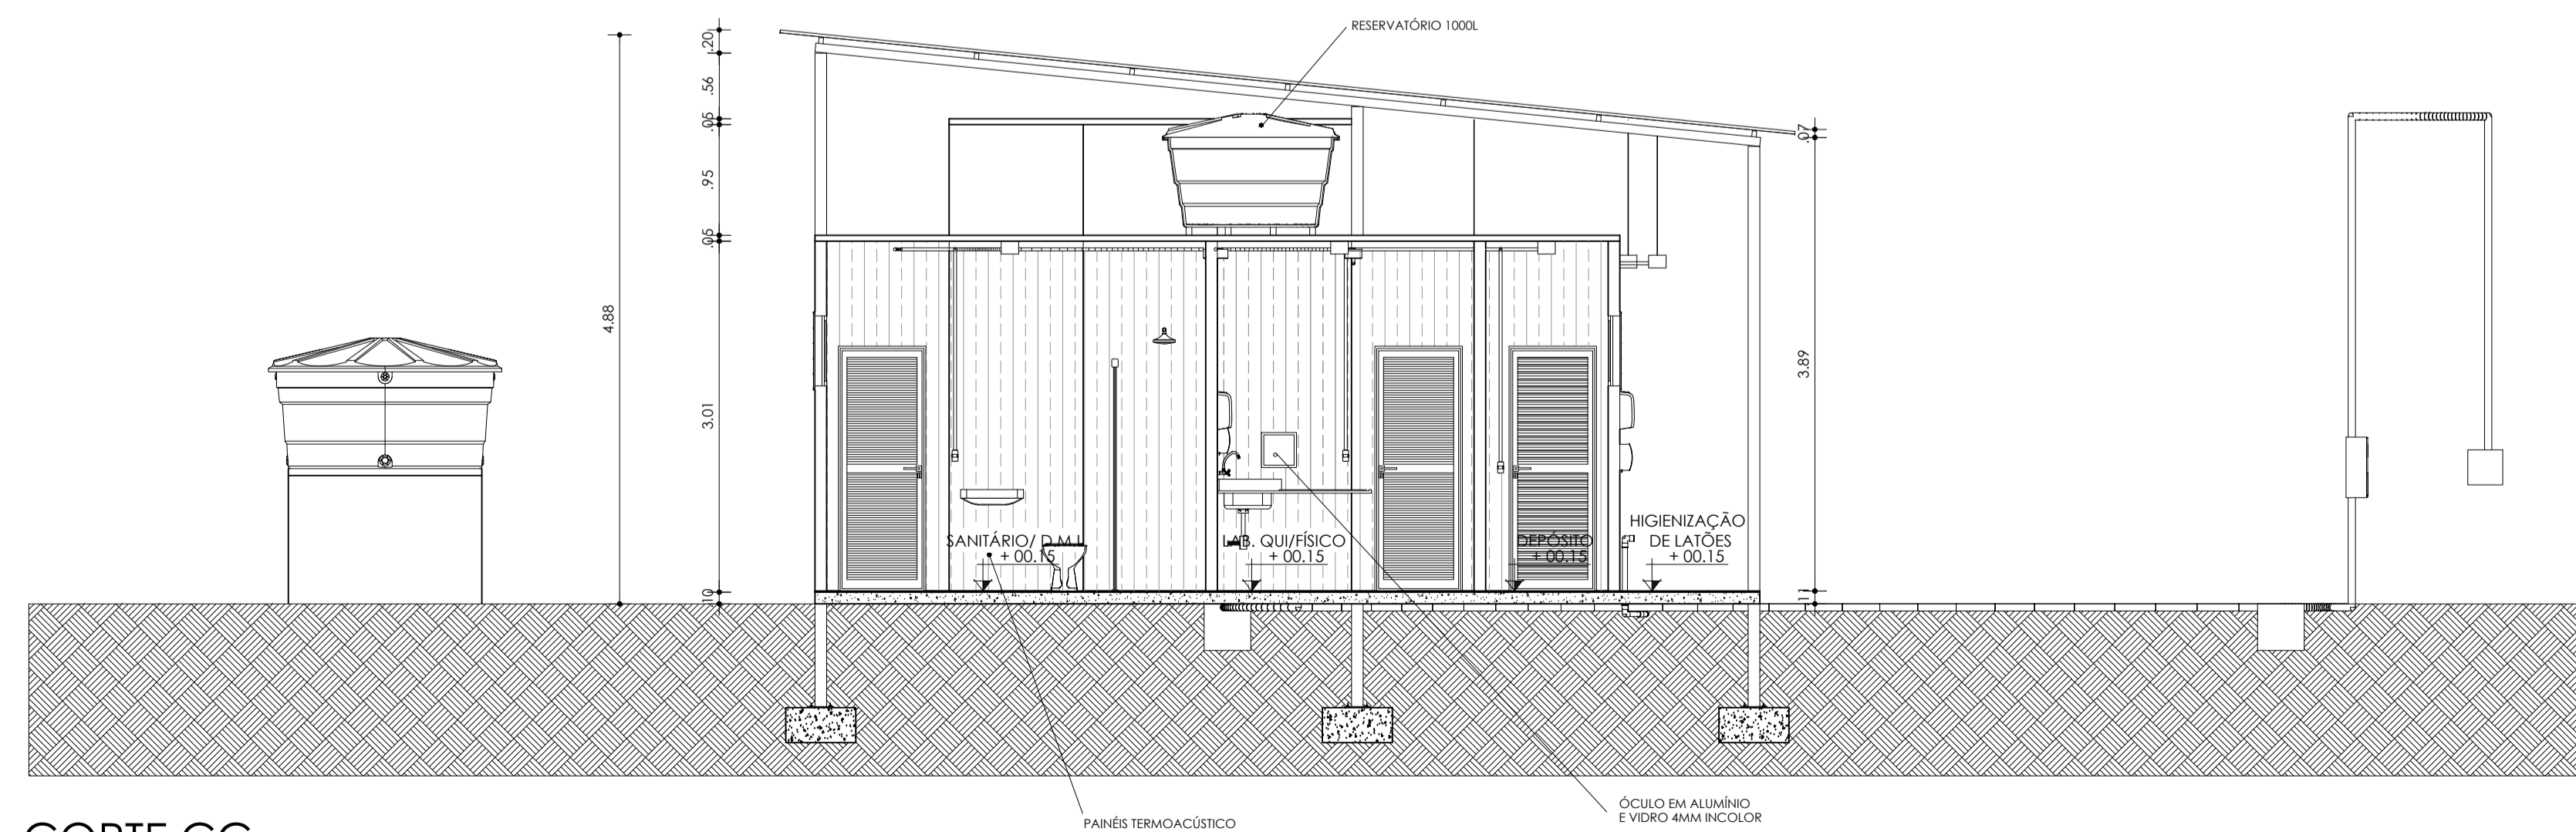 RESERVATÓRIO 1000L
.20
.56
.05
.95
.05
3.01
.10
4.88
.07
3.89
.11
SANITÁRIO/ D.M.L
+ 00.15
LAB. QUI/FÍSICO
+ 00.15
DEPÓSITO
+ 00.15
HIGIENIZAÇÃO
DE LATÕES
+ 00.15
PAINÉIS TERMOACÚSTICO
ÓCULO EM ALUMÍNIO
E VIDRO 4MM INCOLOR